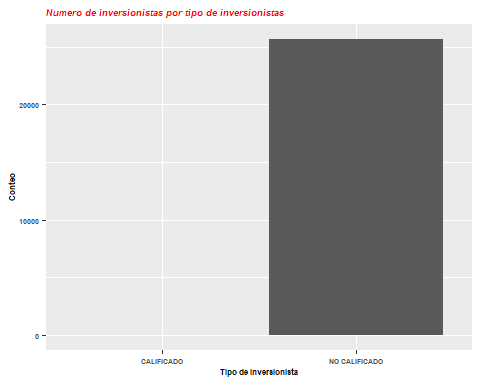 Numero de inversionistas por tipo de inversionistas
Conteo
20000
10000
0
CALIFICADO
NO CALIFICADO
Tipo de inversionista